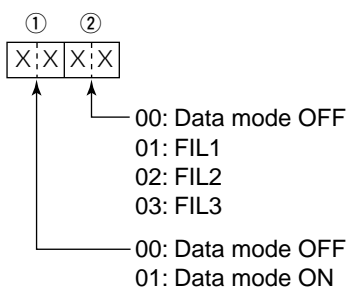 ① ②
X X X X
00: Data mode OFF
01: FIL1
02: FIL2
03: FIL3
00: Data mode OFF
01: Data mode ON